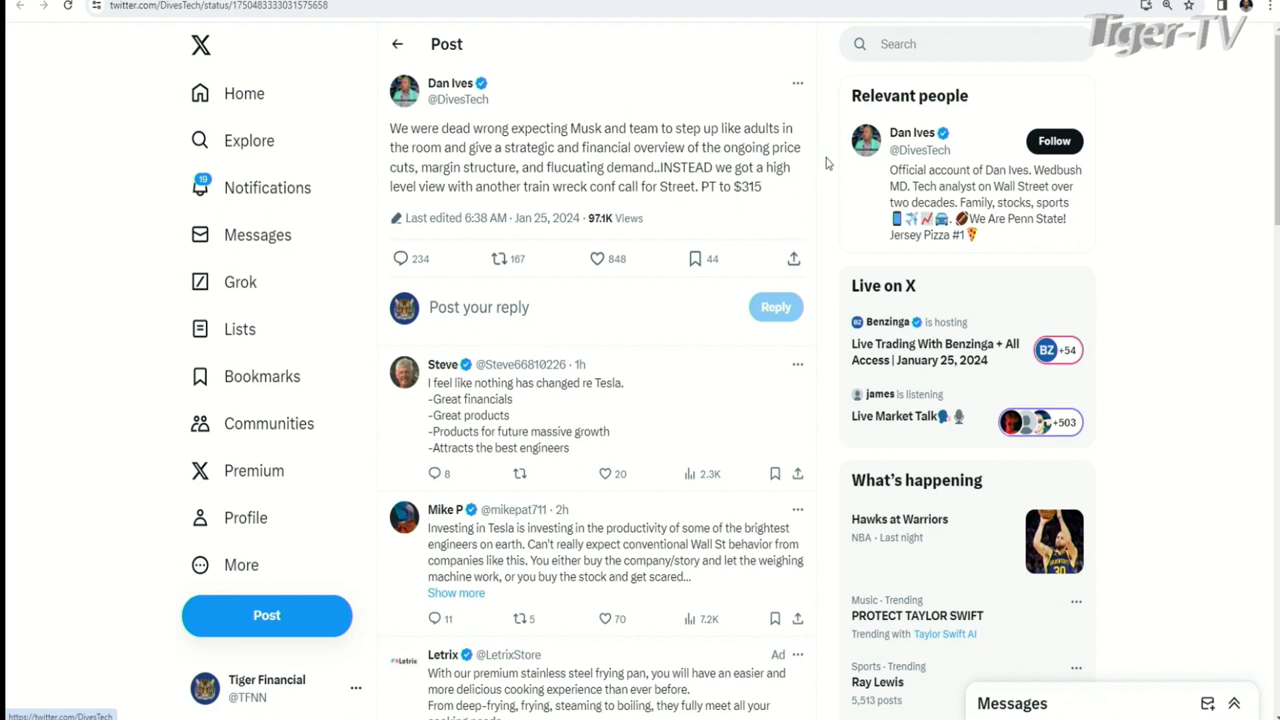 twitter.com/DivesTech/status/1750483333031575658
Tiger-TV
Home
Explore
19
Notifications
Messages
Grok
Lists
Bookmarks
Communities
Premium
Profile
More
Post
Tiger Financial
@TFNN
https://twitter.com/DivesTech
Post
Dan Ives
@DivesTech
We were dead wrong expecting Musk and team to step up like adults in
the room and give a strategic and financial overview of the ongoing price
cuts, margin structure, and flucuating demand..INSTEAD we got a high
level view with another train wreck conf call for Street. PT to $315
Last edited 6:38 AM · Jan 25, 2024 · 97.1K Views
234 167 848 44
Post your reply
Reply
Steve @Steve66810226 · 1h
I feel like nothing has changed re Tesla.
-Great financials
-Great products
-Products for future massive growth
-Attracts the best engineers
8 20 2.3K
Mike P @mikepat711 · 2h
Investing in Tesla is investing in the productivity of some of the brightest
engineers on earth. Can't really expect conventional Wall St behavior from
companies like this. You either buy the company/story and let the weighing
machine work, or you buy the stock and get scared...
Show more
11 5 70 7.2K
Letrix
Letrix @LetrixStore Ad
With our premium stainless steel frying pan, you will have an easier and
more delicious cooking experience than ever before.
From deep-frying, frying, steaming to boiling, they fully meet all your
Search
Relevant people
Dan Ives
@DivesTech
Follow
Official account of Dan Ives. Wedbush
MD. Tech analyst on Wall Street over
two decades. Family, stocks, sports
📱✈️📈🚘. 🏈We Are Penn State!
Jersey Pizza #1🍕
Live on X
BZ Benzinga is hosting
Live Trading With Benzinga + All
Access | January 25, 2024
BZ +54
james is listening
Live Market Talk🗣️🎙️
+503
What's happening
Hawks at Warriors
NBA · Last night
30
Music · Trending
PROTECT TAYLOR SWIFT
Trending with Taylor Swift AI
Sports · Trending
Ray Lewis
5,513 posts
Messages